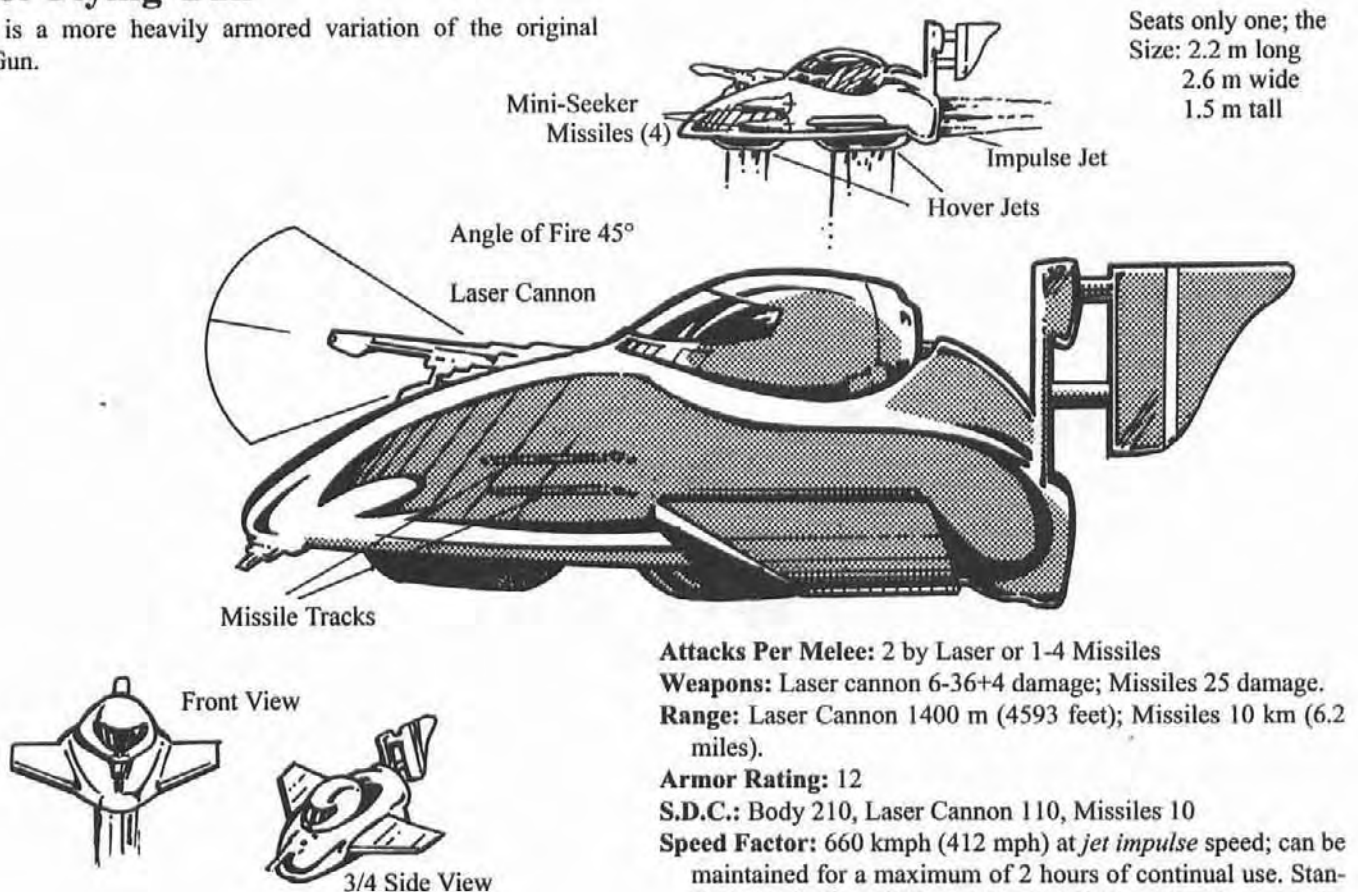 is a more heavily armored variation of the original
Gun.
Seats only one; the
Size: 2.2 m long
2.6 m wide
1.5 m tall
Mini-Seeker
Missiles (4)
Impulse Jet
Hover Jets
Angle of Fire 45°
Laser Cannon
Missile Tracks
Front View
3/4 Side View
Attacks Per Melee: 2 by Laser or 1-4 Missiles
Weapons: Laser cannon 6-36+4 damage; Missiles 25 damage.
Range: Laser Cannon 1400 m (4593 feet); Missiles 10 km (6.2
miles).
Armor Rating: 12
S.D.C.: Body 210, Laser Cannon 110, Missiles 10
Speed Factor: 660 kmph (412 mph) at jet impulse speed; can be
maintained for a maximum of 2 hours of continual use. Stan-